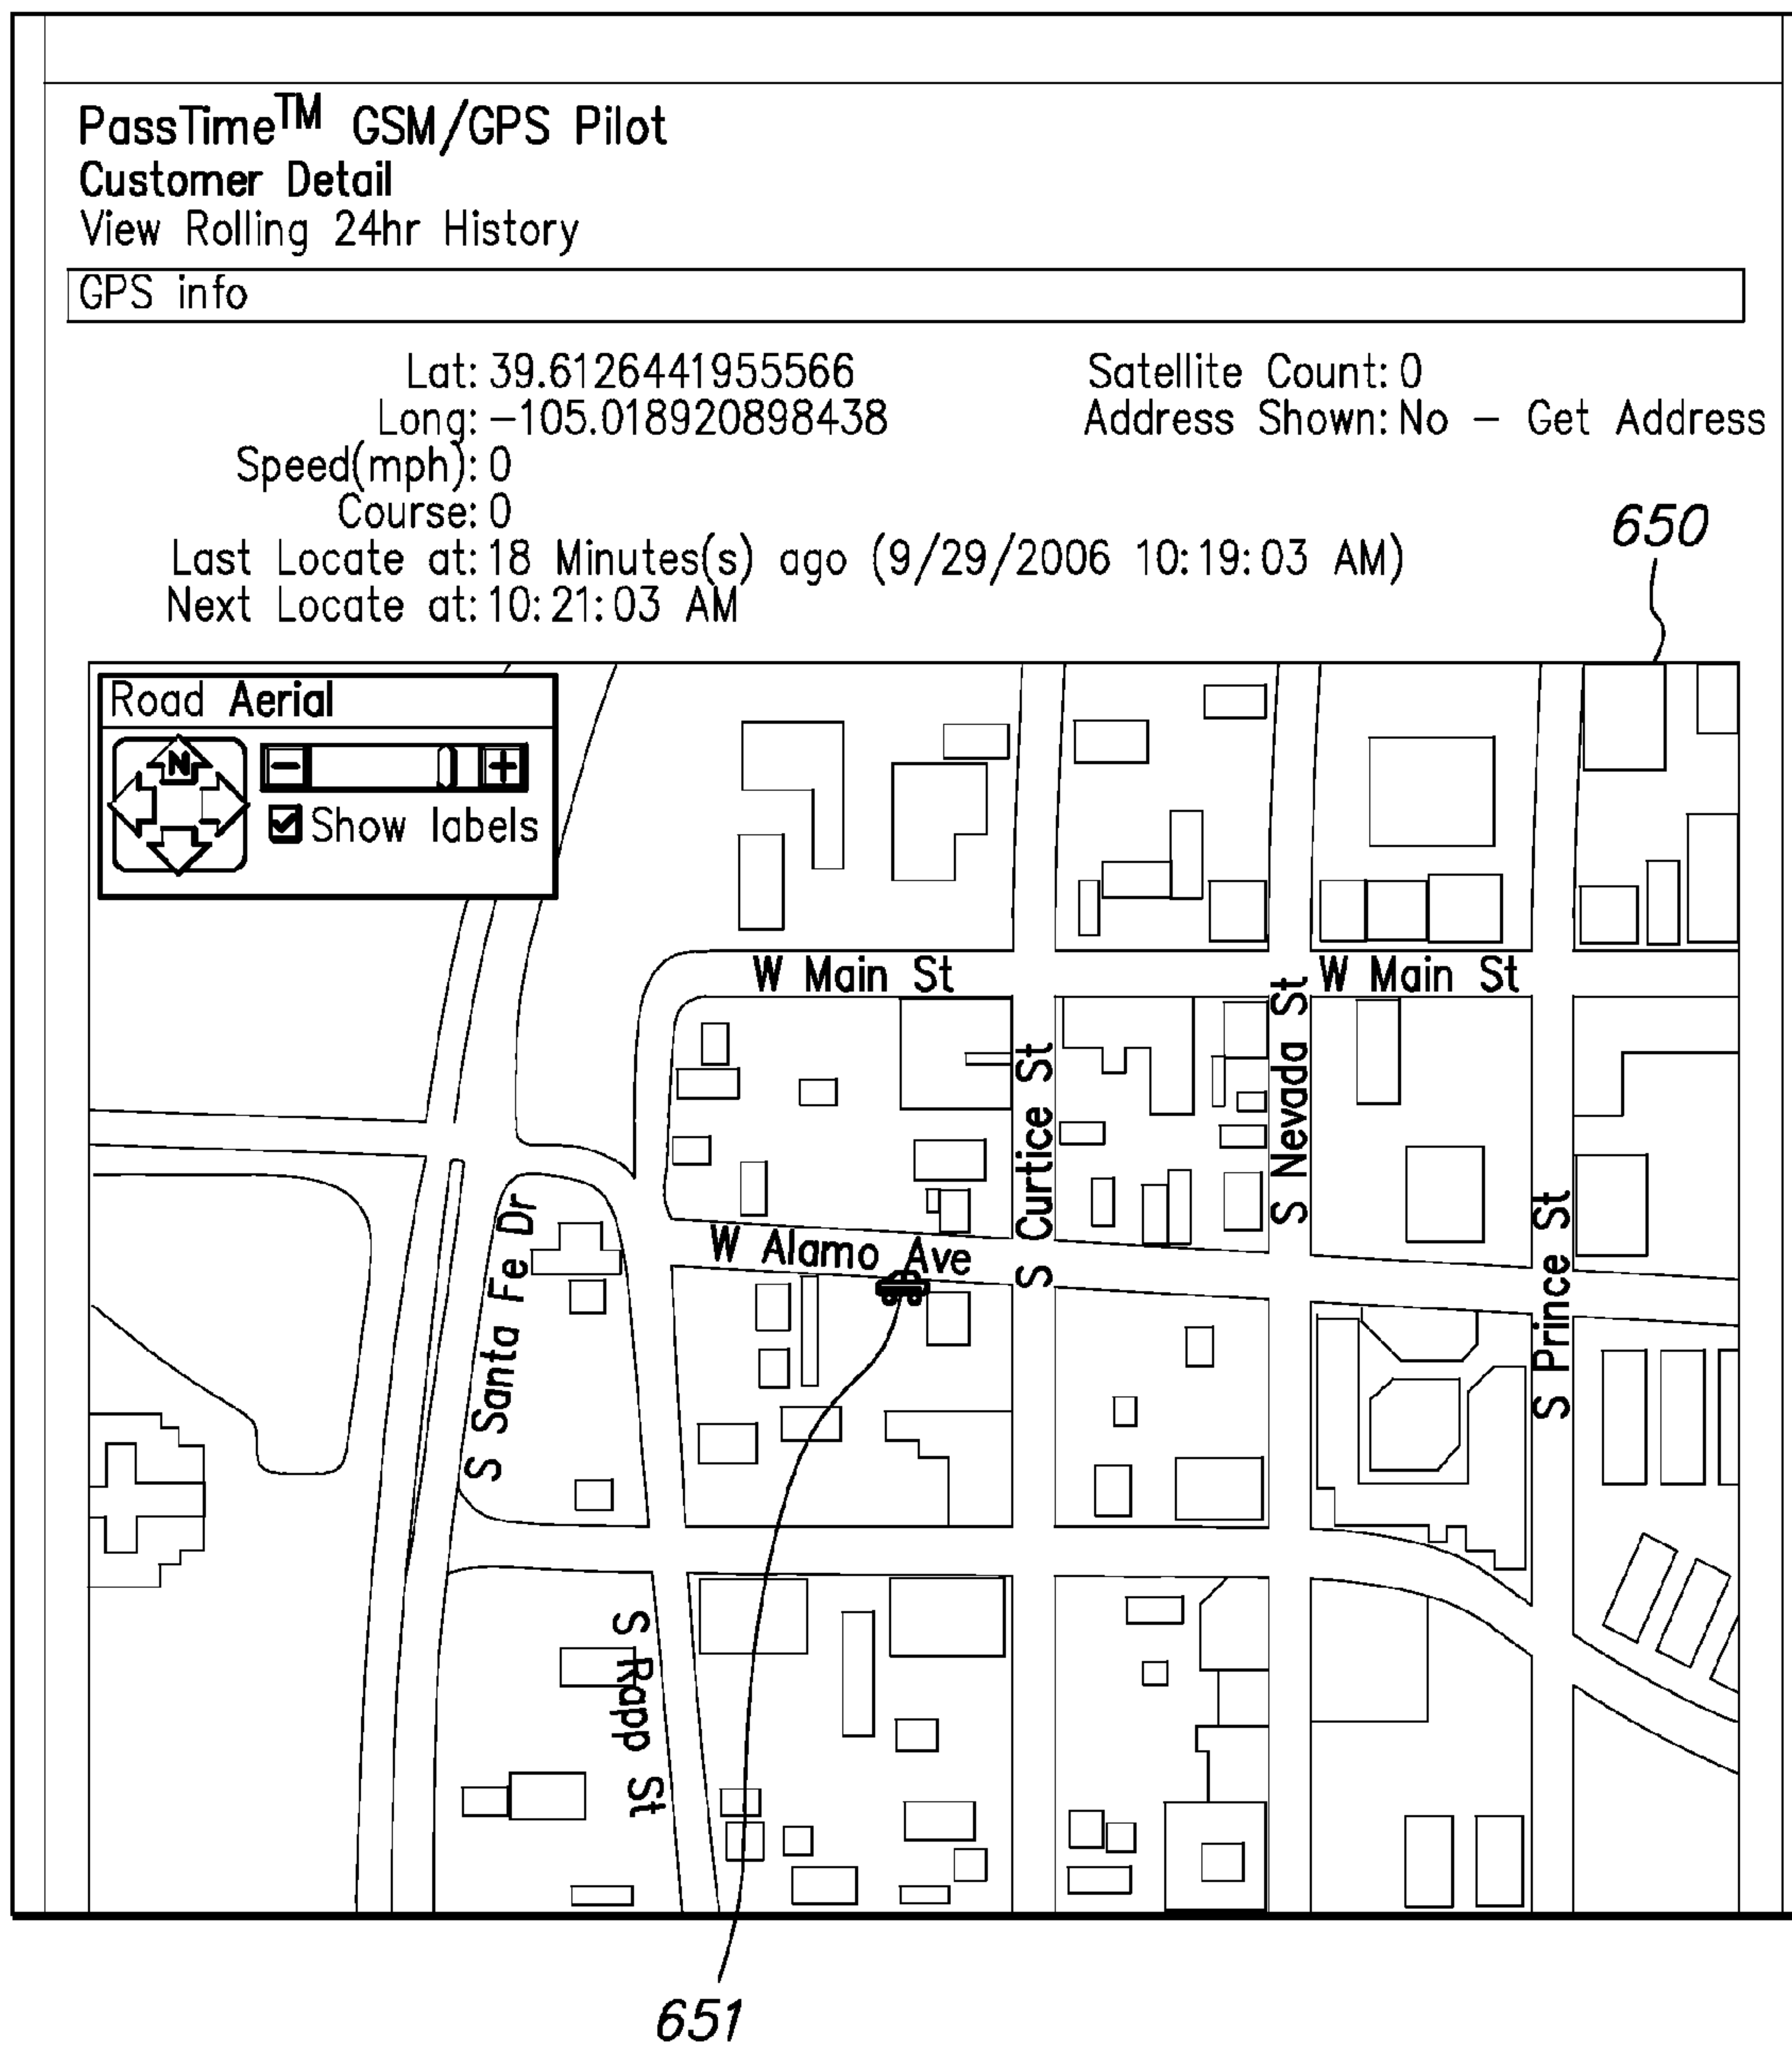 PassTime™ GSM/GPS Pilot
Customer Detail
View Rolling 24hr History
GPS info
Lat: 39.6126441955566
Satellite Count: 0
Long: -105.018920898438
Address Shown: No - Get Address
Speed(mph): 0
Course: 0
Last Locate at: 18 Minutes(s) ago (9/29/2006 10:19:03 AM)
Next Locate at: 10:21:03 AM
650
Road Aerial
N
- +
Show labels
W Main St
W Main St
S Curtice St
S Nevada St
S Santa Fe Dr
W Alamo Ave
S Prince St
S Rapp St
651